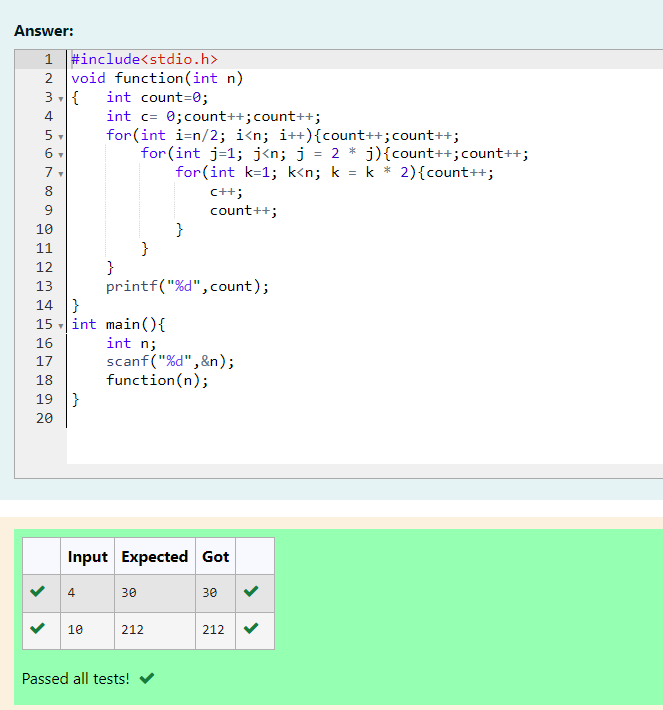 Answer:
1 #include<stdio.h>
2 void function(int n)
3 {   int count=0;
4     int c= 0;count++;count++;
5     for(int i=n/2; i<n; i++){count++;count++;
6         for(int j=1; j<n; j = 2 * j){count++;count++;
7             for(int k=1; k<n; k = k * 2){count++;
8                 c++;
9                 count++;
10             }
11         }
12     }
13     printf("%d",count);
14 }
15 int main(){
16     int n;
17     scanf("%d",&n);
18     function(n);
19 }
20
Input Expected Got
4 30 30
10 212 212
Passed all tests!